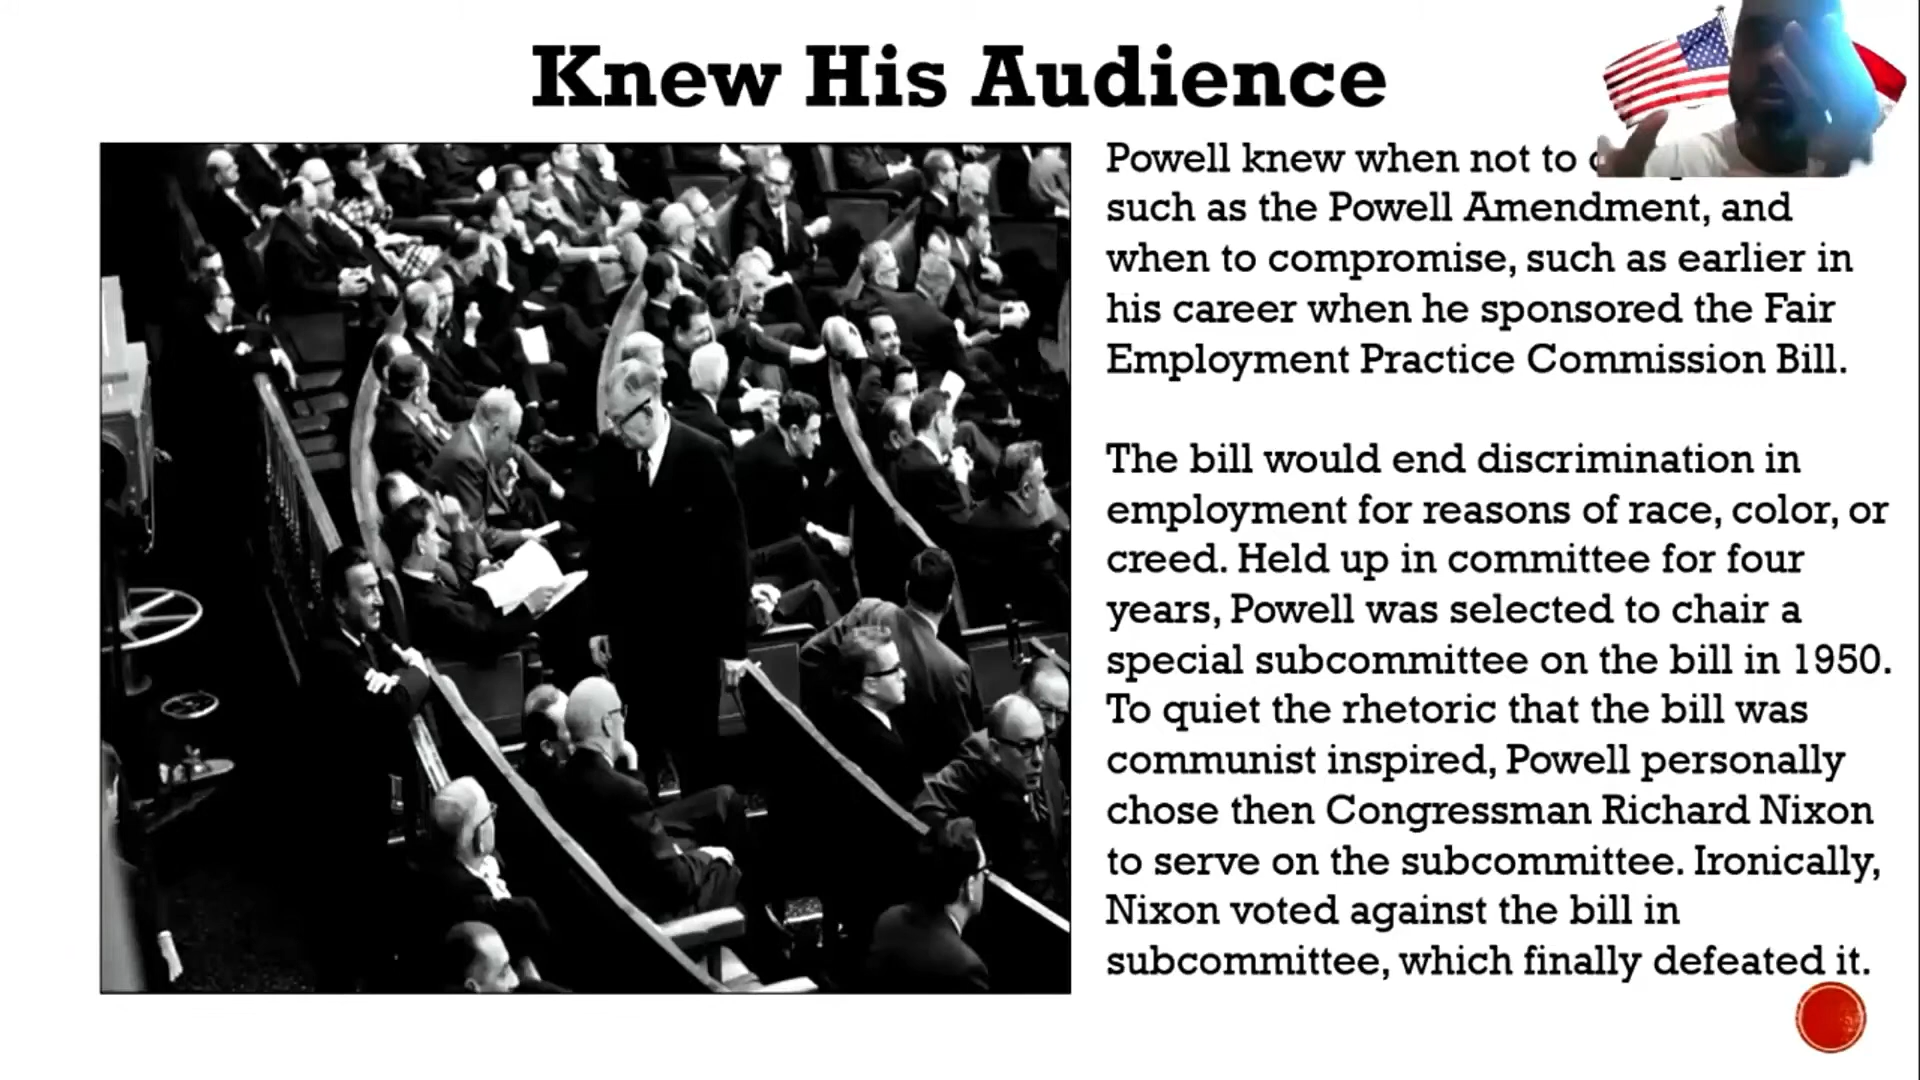 Knew His Audience
Powell knew when not to
such as the Powell Amendment, and
when to compromise, such as earlier in
his career when he sponsored the Fair
Employment Practice Commission Bill.
The bill would end discrimination in
employment for reasons of race, color, or
creed. Held up in committee for four
years, Powell was selected to chair a
special subcommittee on the bill in 1950.
To quiet the rhetoric that the bill was
communist inspired, Powell personally
chose then Congressman Richard Nixon
to serve on the subcommittee. Ironically,
Nixon voted against the bill in
subcommittee, which finally defeated it.